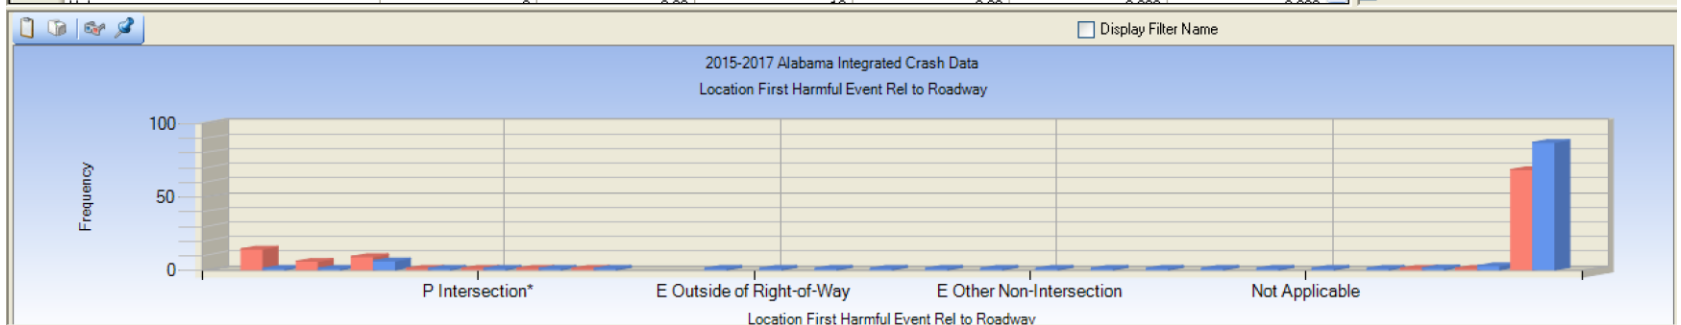 Display Filter Name
2015-2017 Alabama Integrated Crash Data
Location First Harmful Event Rel to Roadway
100
50
0
Frequency
P Intersection*
E Outside of Right-of-Way
E Other Non-Intersection
Not Applicable
Location First Harmful Event Rel to Roadway